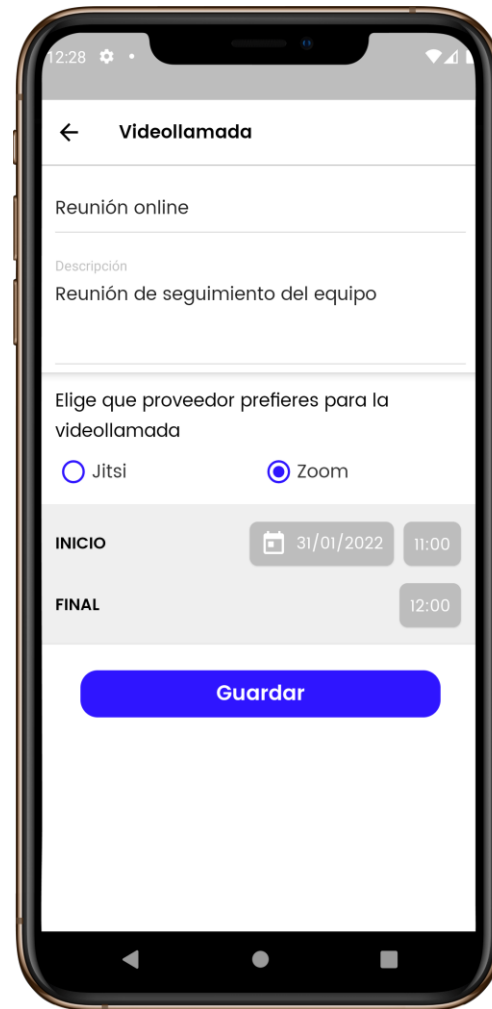 12:28
Videollamada
Reunión online
Descripción
Reunión de seguimiento del equipo
Elige que proveedor prefieres para la
videollamada
Jitsi Zoom
INICIO 31/01/2022 11:00
FINAL 12:00
Guardar